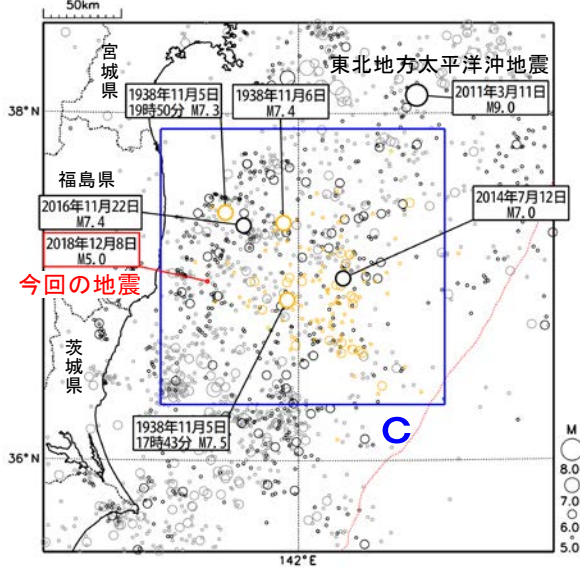 50km
宮城県
東北地方太平洋沖地震
1938年11月5日
19時50分 M7.3
1938年11月6日
M7.4
2011年3月11日
M9.0
38°N
福島県
2016年11月22日
M7.4
2014年7月12日
M7.0
2018年12月8日
M5.0
今回の地震
茨城県
1938年11月5日
17時43分 M7.5
C
36°N
M
8.0
7.0
6.0
5.0
142°E